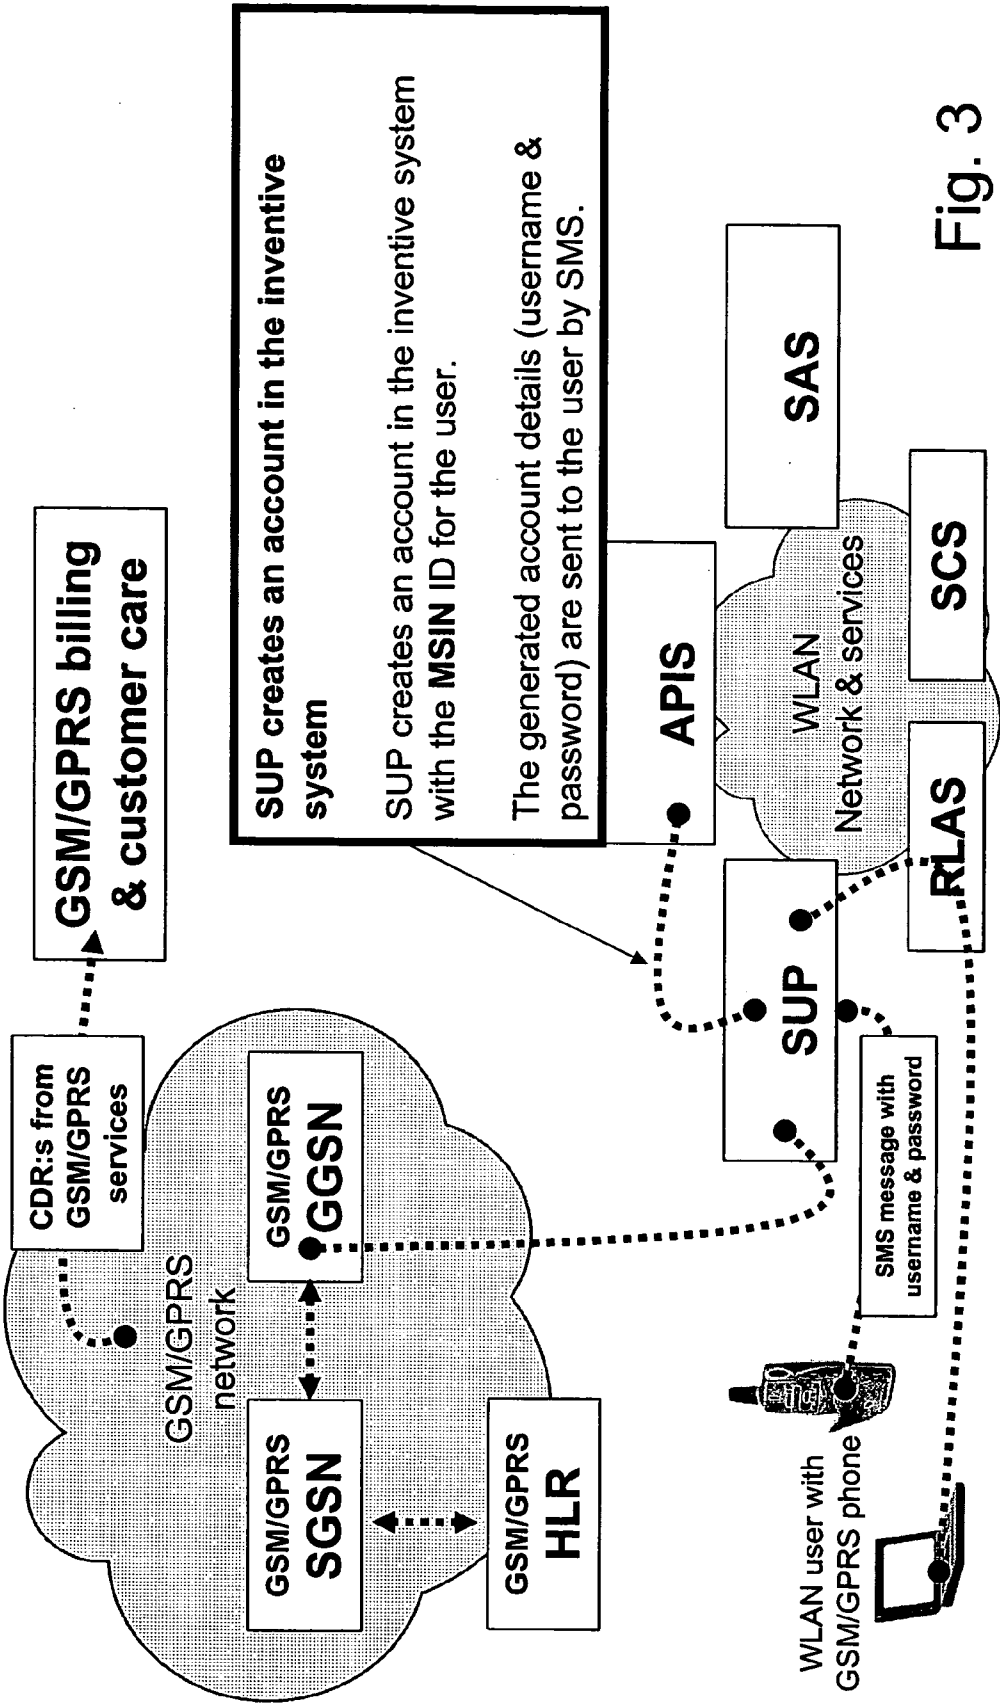 CDR:s from
GSM/GPRS
services
GSM/GPRS billing
& customer care
GSM/GPRS
network
GSM/GPRS
SGSN
GSM/GPRS
GGSN
GSM/GPRS
HLR
SUP creates an account in the inventive
system
SUP creates an account in the inventive system
with the MSIN ID for the user.
The generated account details (username &
password) are sent to the user by SMS.
APIS
SUP
SAS
WLAN
Network & services
RLAS
SCS
SMS message with
username & password
WLAN user with
GSM/GPRS phone
Fig. 3